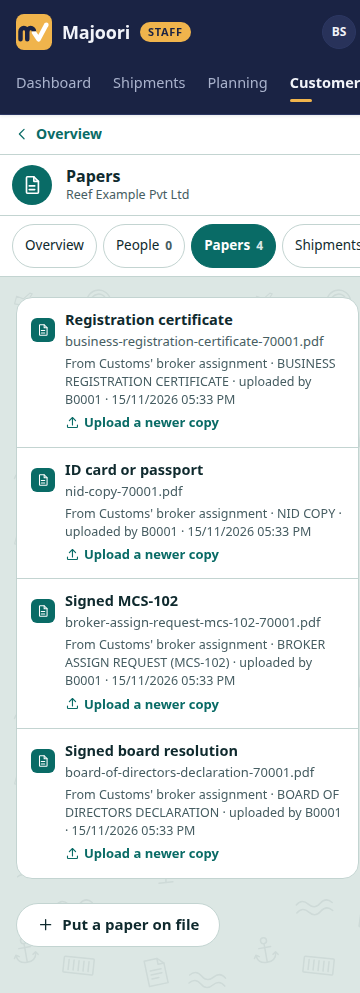 Majoori STAFF BS
Dashboard Shipments Planning Customer
Overview
Papers
Reef Example Pvt Ltd
Overview People 0 Papers 4 Shipments
Registration certificate
business-registration-certificate-70001.pdf
From Customs' broker assignment · BUSINESS
REGISTRATION CERTIFICATE · uploaded by
B0001 · 15/11/2026 05:33 PM
Upload a newer copy
ID card or passport
nid-copy-70001.pdf
From Customs' broker assignment · NID COPY ·
uploaded by B0001 · 15/11/2026 05:33 PM
Upload a newer copy
Signed MCS-102
broker-assign-request-mcs-102-70001.pdf
From Customs' broker assignment · BROKER
ASSIGN REQUEST (MCS-102) · uploaded by
B0001 · 15/11/2026 05:33 PM
Upload a newer copy
Signed board resolution
board-of-directors-declaration-70001.pdf
From Customs' broker assignment · BOARD OF
DIRECTORS DECLARATION · uploaded by B0001
· 15/11/2026 05:33 PM
Upload a newer copy
Put a paper on file